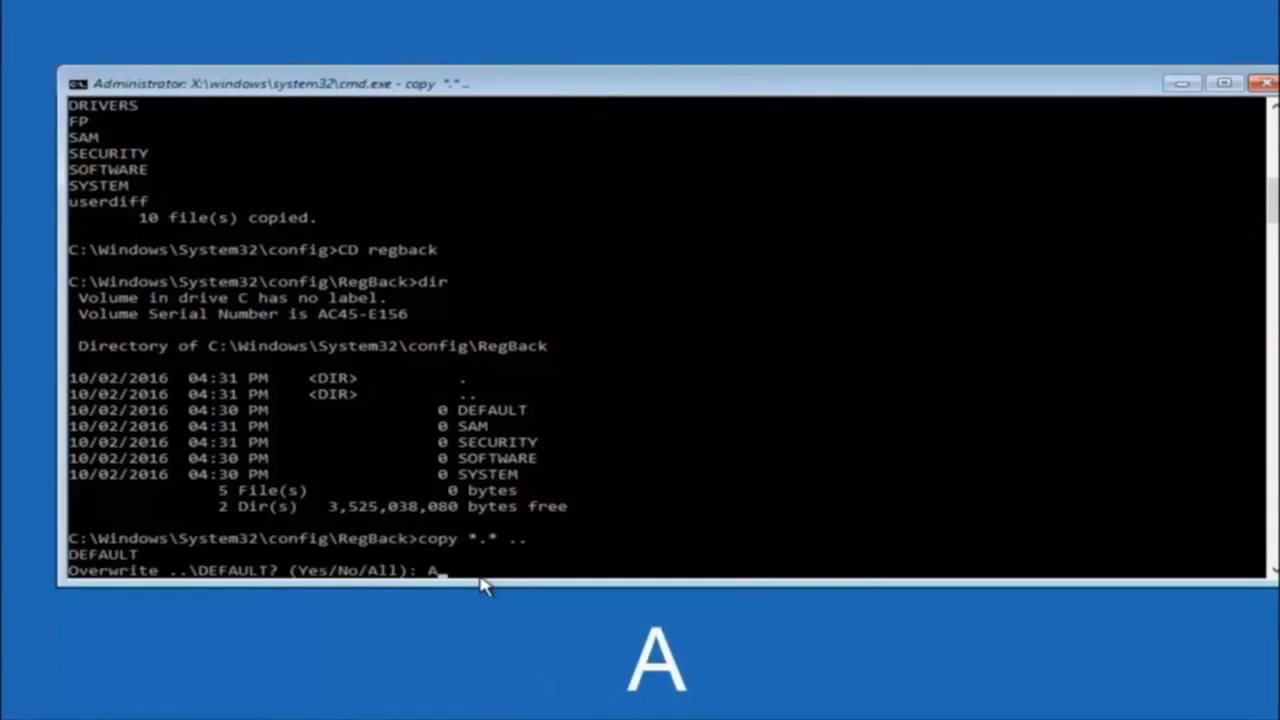 Administrator: X:\windows\system32\cmd.exe - copy *.* ..
DRIVERS
FP
SAM
SECURITY
SOFTWARE
SYSTEM
userdiff
10 file(s) copied.
C:\Windows\System32\config>CD regback
C:\Windows\System32\config\RegBack>dir
Volume in drive C has no label.
Volume Serial Number is AC45-E156
Directory of C:\Windows\System32\config\RegBack
10/02/2016 04:31 PM <DIR> .
10/02/2016 04:31 PM <DIR> ..
10/02/2016 04:30 PM 0 DEFAULT
10/02/2016 04:31 PM 0 SAM
10/02/2016 04:31 PM 0 SECURITY
10/02/2016 04:30 PM 0 SOFTWARE
10/02/2016 04:30 PM 0 SYSTEM
5 File(s) 0 bytes
2 Dir(s) 3,525,038,080 bytes free
C:\Windows\System32\config\RegBack>copy *.* ..
DEFAULT
Overwrite ..\DEFAULT? (Yes/No/All): A_
A